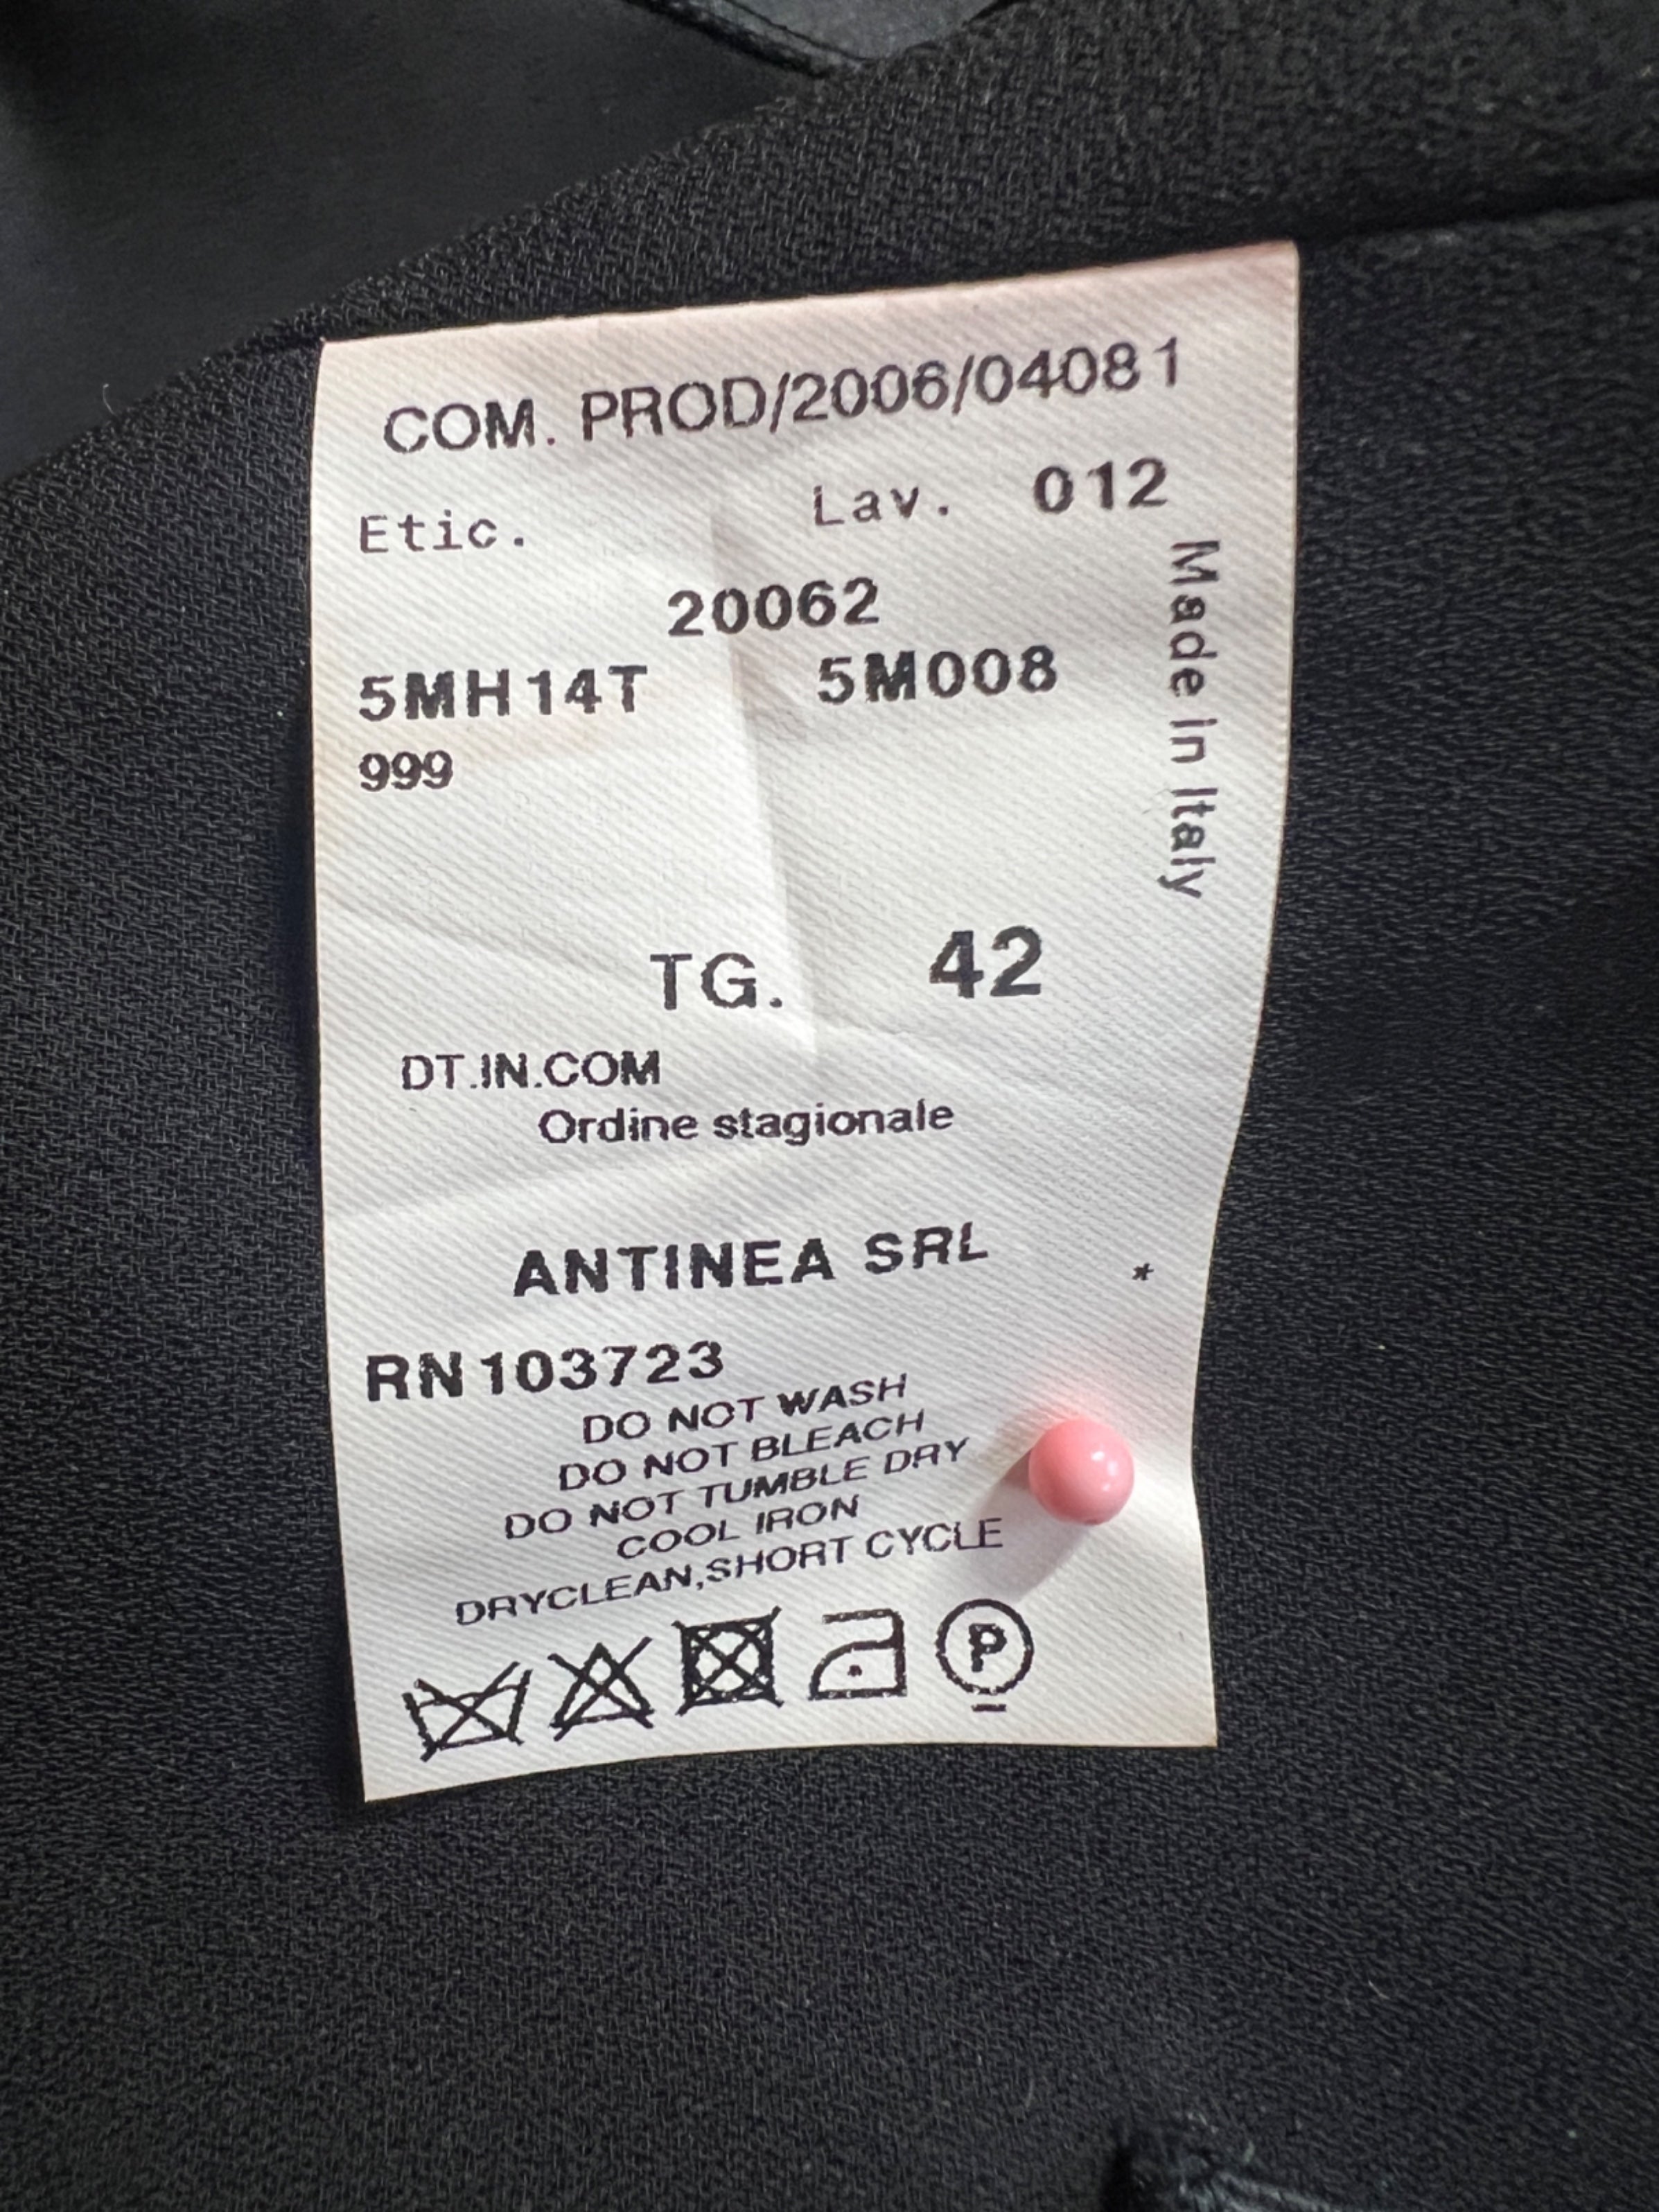 COM. PROD/2006/04081
Etic. Lav. 012
20062
5MH14T 5M008
999
Made in Italy
TG. 42
DT.IN.COM
Ordine stagionale
ANTINEA SRL *
RN103723
DO NOT WASH
DO NOT BLEACH
DO NOT TUMBLE DRY
COOL IRON
DRYCLEAN,SHORT CYCLE
P